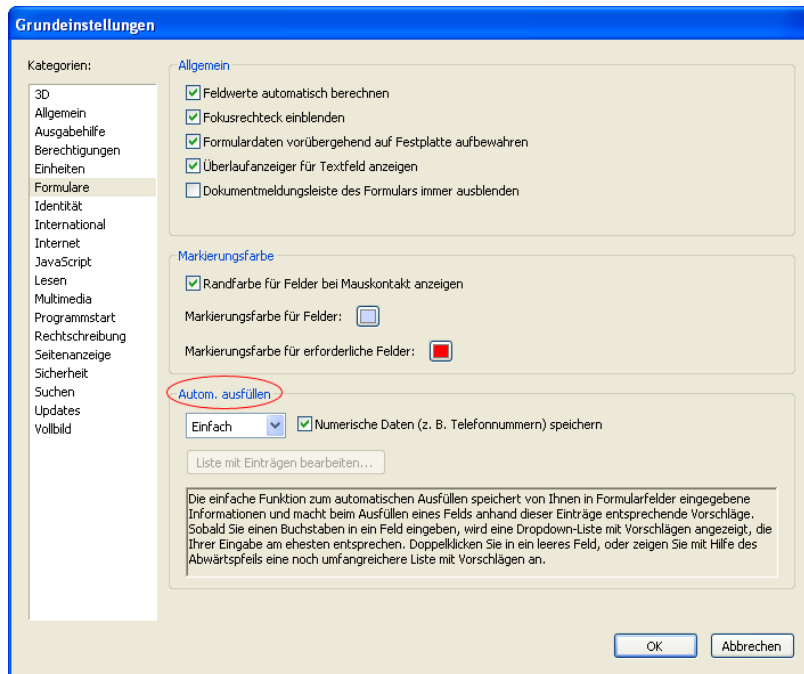 Grundeinstellungen
Kategorien:
3D
Allgemein
Ausgabehilfe
Berechtigungen
Einheiten
Formulare
Identität
International
Internet
JavaScript
Lesen
Multimedia
Programmstart
Rechtschreibung
Seitenanzeige
Sicherheit
Suchen
Updates
Vollbild
Allgemein
Feldwerte automatisch berechnen
Fokusrechteck einblenden
Formulardaten vorübergehend auf Festplatte aufbewahren
Überlaufanzeiger für Textfeld anzeigen
Dokumentmeldungsleiste des Formulars immer ausblenden
Markierungsfarbe
Randfarbe für Felder bei Mauskontakt anzeigen
Markierungsfarbe für Felder:
Markierungsfarbe für erforderliche Felder:
Autom. ausfüllen
Einfach
Numerische Daten (z. B. Telefonnummern) speichern
Liste mit Einträgen bearbeiten...
Die einfache Funktion zum automatischen Ausfüllen speichert von Ihnen in Formularfelder eingegebene
Informationen und macht beim Ausfüllen eines Felds anhand dieser Einträge entsprechende Vorschläge.
Sobald Sie einen Buchstaben in ein Feld eingeben, wird eine Dropdown-Liste mit Vorschlägen angezeigt, die
Ihrer Eingabe am ehesten entsprechen. Doppelklicken Sie in ein leeres Feld, oder zeigen Sie mit Hilfe des
Abwärtspfeils eine noch umfangreichere Liste mit Vorschlägen an.
OK
Abbrechen